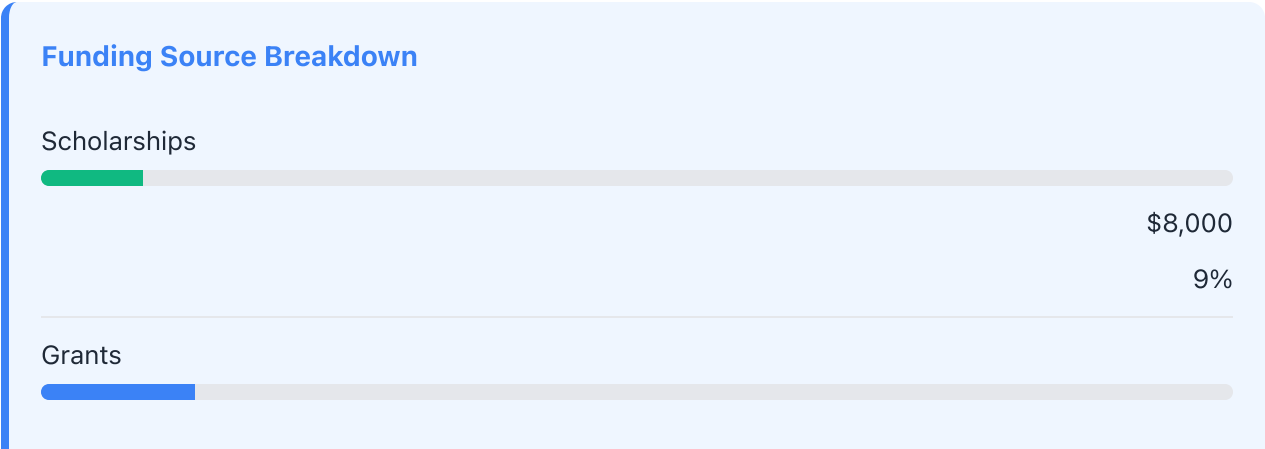 Funding Source Breakdown
Scholarships
$8,000
9%
Grants